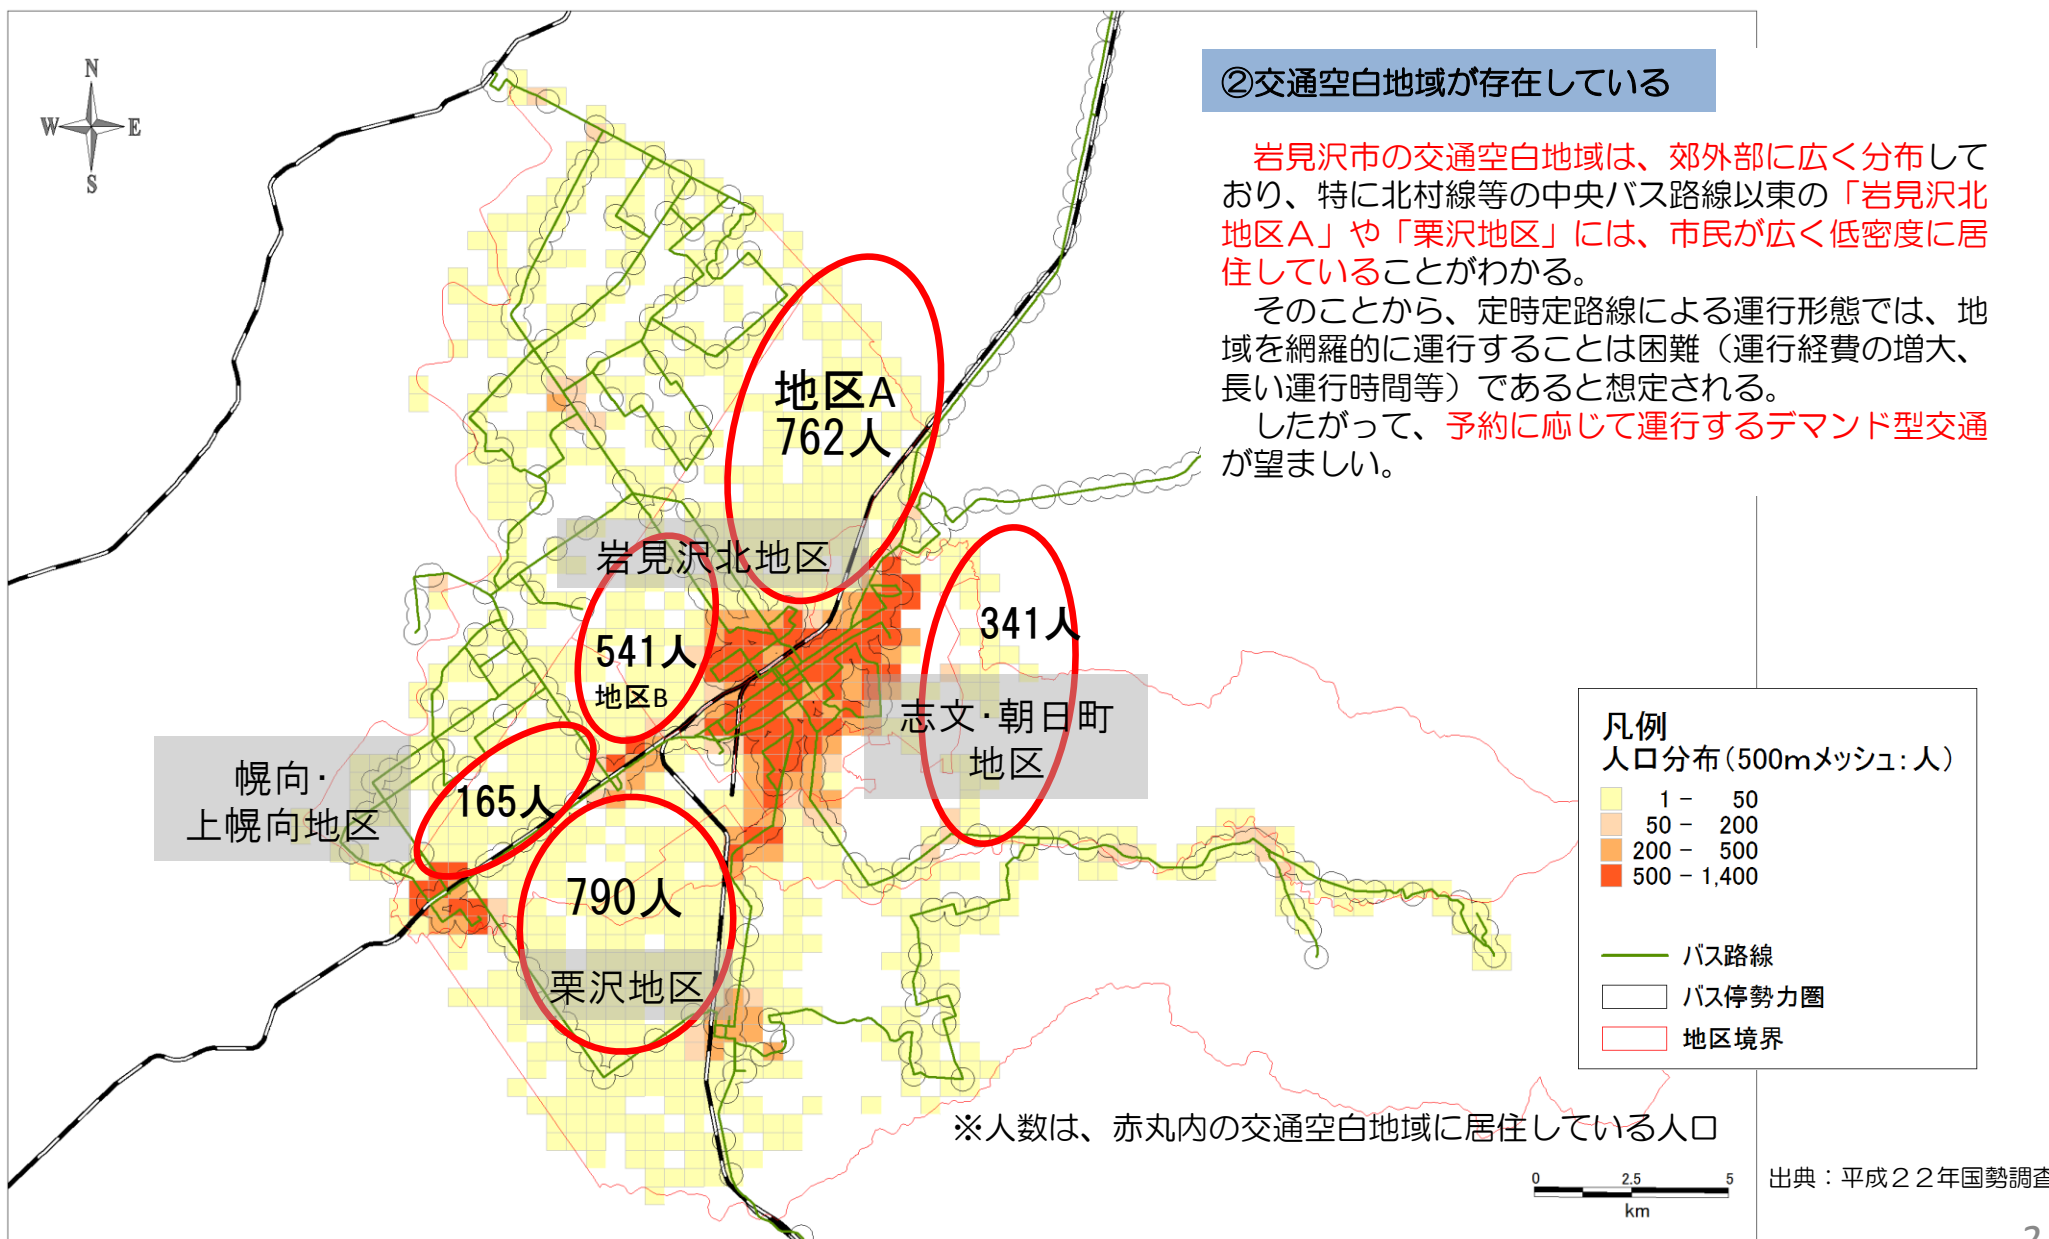 N
W
E
S
②交通空白地域が存在している
岩見沢市の交通空白地域は、郊外部に広く分布して
おり、特に北村線等の中央バス路線以東の「岩見沢北
地区A」や「栗沢地区」には、市民が広く低密度に居
住していることがわかる。
そのことから、定時定路線による運行形態では、地
域を網羅的に運行することは困難（運行経費の増大、
長い運行時間等）であると想定される。
したがって、予約に応じて運行するデマンド型交通
が望ましい。
地区A
762人
岩見沢北地区
541人
地区B
341人
志文・朝日町
地区
幌向・
上幌向地区
165人
790人
栗沢地区
凡例
人口分布(500mメッシュ：人)
1 - 50
50 - 200
200 - 500
500 - 1,400
バス路線
バス停勢力圏
地区境界
※人数は、赤丸内の交通空白地域に居住している人口
0 2.5 5
km
出典：平成２２年国勢調査
2